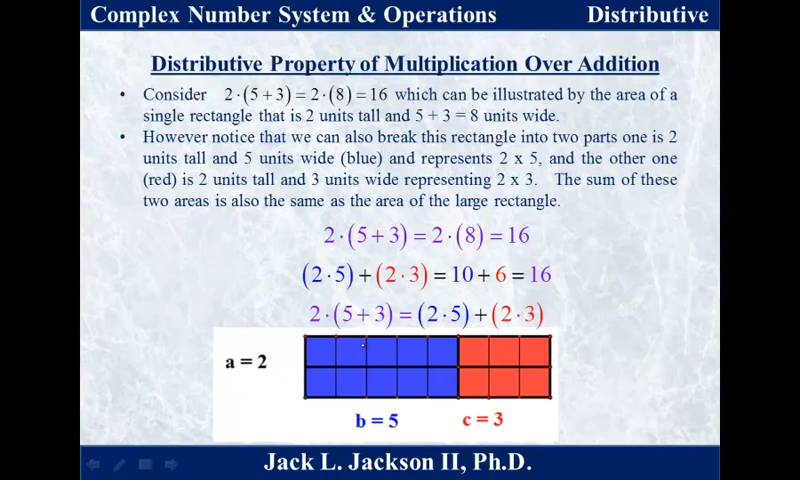 Complex Number System & Operations Distributive
Distributive Property of Multiplication Over Addition
• Consider 2·(5+3)=2·(8)=16 which can be illustrated by the area of a
single rectangle that is 2 units tall and 5 + 3 = 8 units wide.
• However notice that we can also break this rectangle into two parts one is 2
units tall and 5 units wide (blue) and represents 2 x 5, and the other one
(red) is 2 units tall and 3 units wide representing 2 x 3. The sum of these
two areas is also the same as the area of the large rectangle.
2·(5+3)=2·(8)=16
(2·5)+(2·3)=10+6=16
2·(5+3)=(2·5)+(2·3)
a = 2
b = 5 c = 3
Jack L. Jackson II, Ph.D.